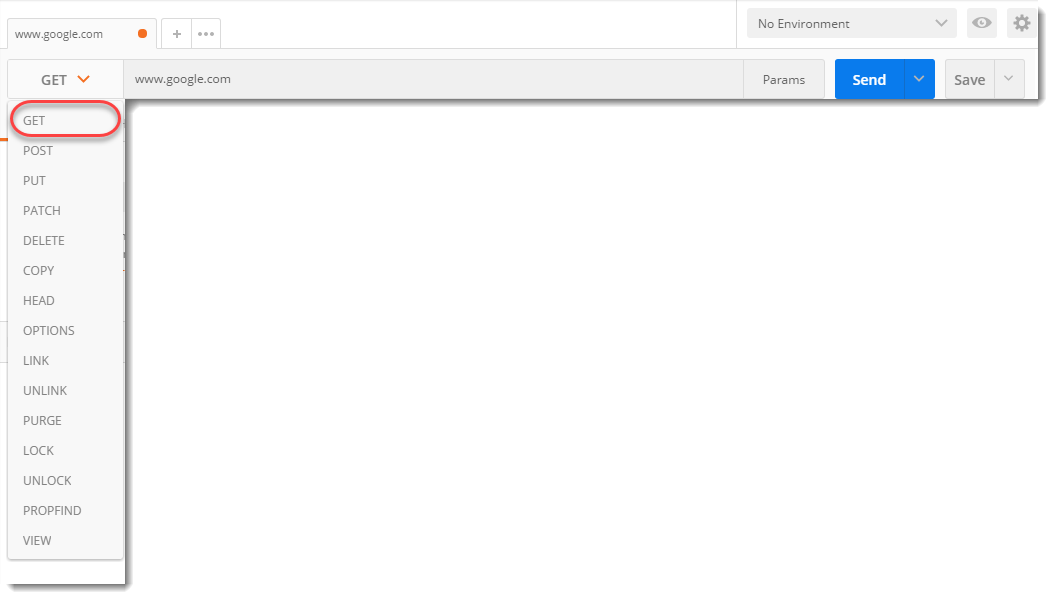 www.google.com
No Environment
GET www.google.com Params Send Save
GET
POST
PUT
PATCH
DELETE
COPY
HEAD
OPTIONS
LINK
UNLINK
PURGE
LOCK
UNLOCK
PROPFIND
VIEW